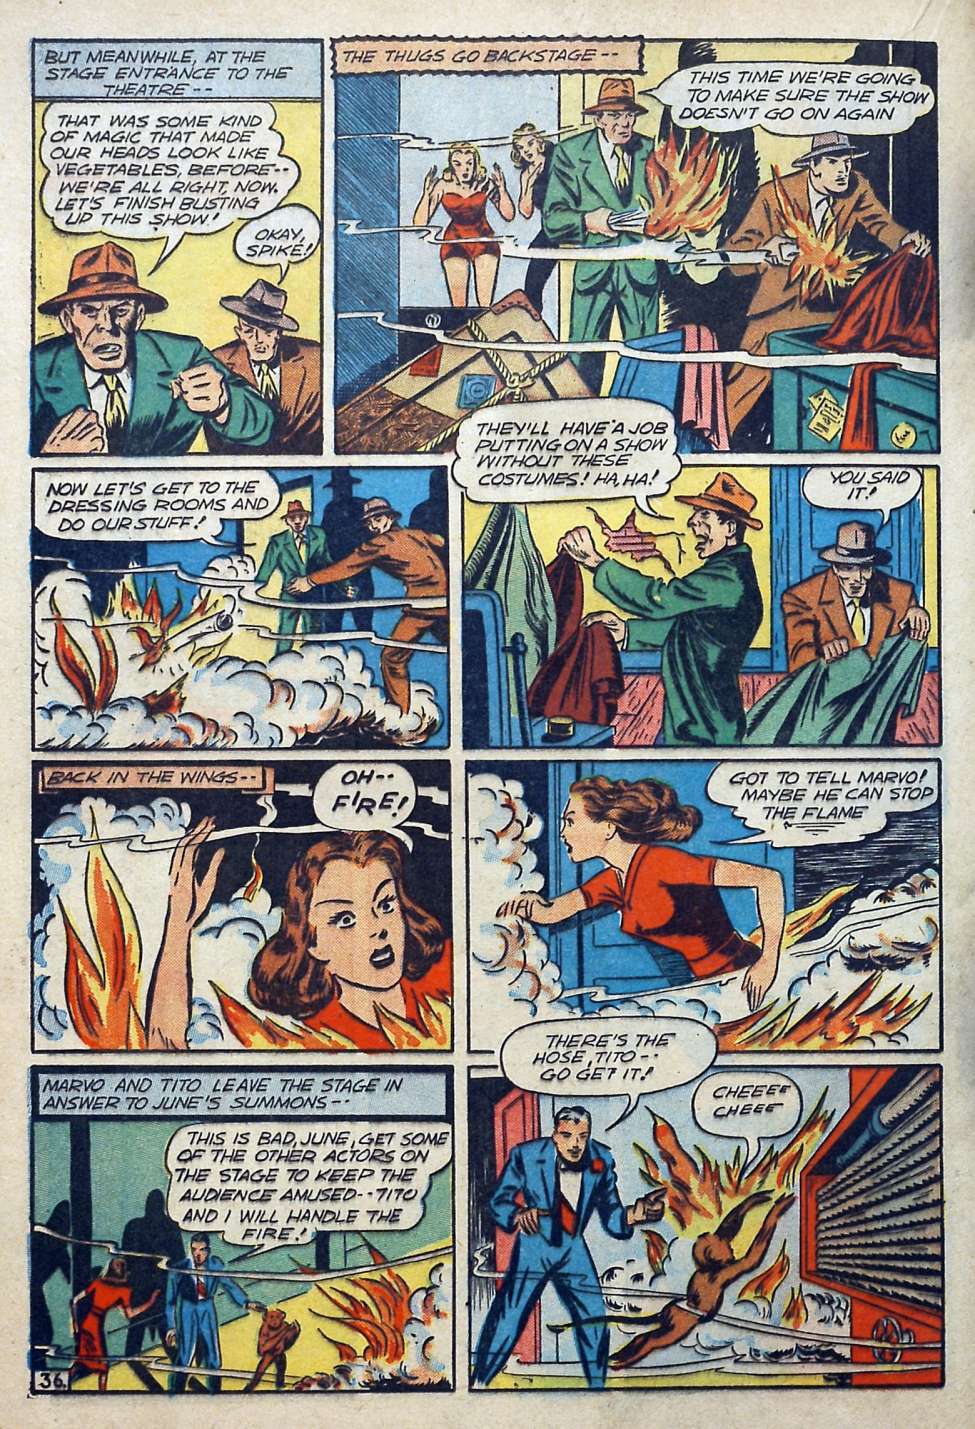 BUT MEANWHILE, AT THE
STAGE ENTRANCE TO THE
THEATRE--
THAT WAS SOME KIND
OF MAGIC THAT MADE
OUR HEADS LOOK LIKE
VEGETABLES, BEFORE--
WE'RE ALL RIGHT, NOW.
LET'S FINISH BUSTING
UP THIS SHOW!
OKAY,
SPIKE!
THE THUGS GO BACKSTAGE--
THIS TIME WE'RE GOING
TO MAKE SURE THE SHOW
DOESN'T GO ON AGAIN
NOW LET'S GET TO THE
DRESSING ROOMS AND
DO OUR STUFF!
THEY'LL HAVE A JOB
PUTTING ON A SHOW
WITHOUT THESE
COSTUMES! HA, HA!
YOU SAID
IT!
BACK IN THE WINGS--
OH--
FIRE!
GOT TO TELL MARVO!
MAYBE HE CAN STOP
THE FLAME
MARVO AND TITO LEAVE THE STAGE IN
ANSWER TO JUNE'S SUMMONS--
THIS IS BAD, JUNE, GET SOME
OF THE OTHER ACTORS ON
THE STAGE TO KEEP THE
AUDIENCE AMUSED--TITO
AND I WILL HANDLE THE
FIRE!
36
THERE'S THE
HOSE, TITO--
GO GET IT!
CHEEEE
CHEEE